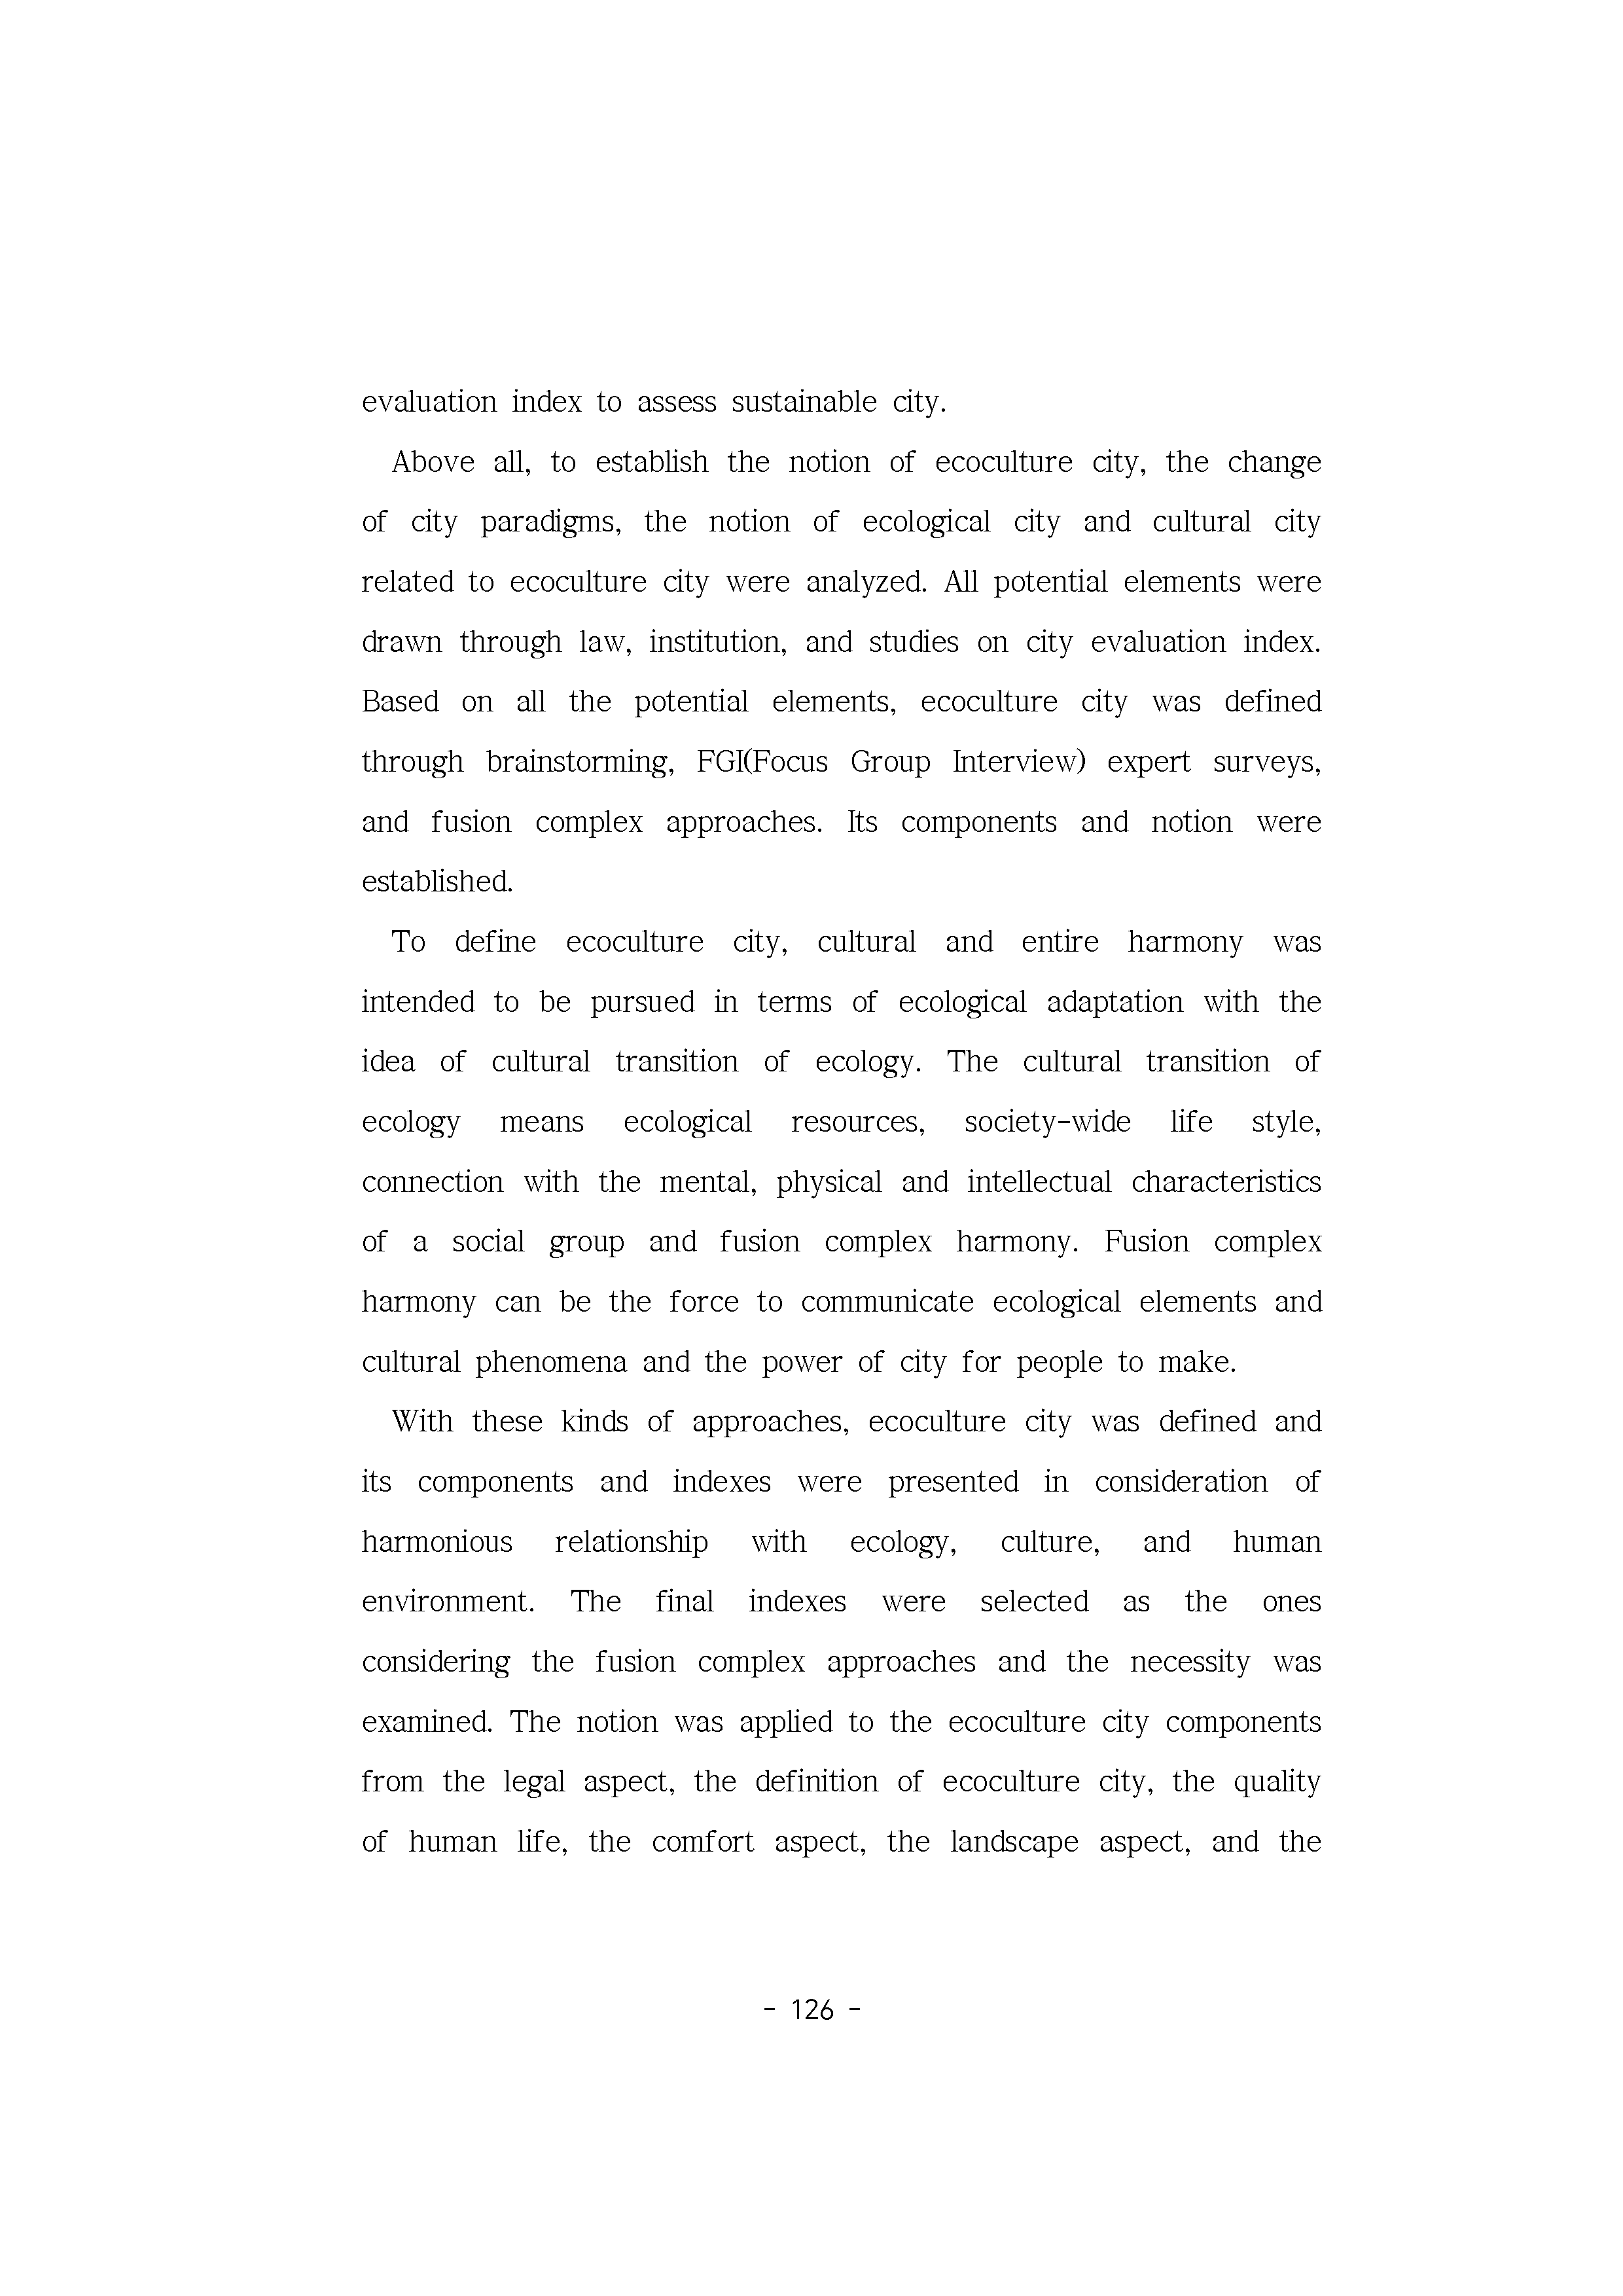 evaluation index to assess sustainable city.
Above all, to establish the notion of ecoculture city, the change
of city paradigms, the notion of ecological city and cultural city
related to ecoculture city were analyzed. All potential elements were
drawn through law, institution, and studies on city evaluation index.
Based on all the potential elements, ecoculture city was defined
through brainstorming, FGI(Focus Group Interview) expert surveys,
and fusion complex approaches. Its components and notion were
established.
To define ecoculture city, cultural and entire harmony was
intended to be pursued in terms of ecological adaptation with the
idea of cultural transition of ecology. The cultural transition of
ecology means ecological resources, society-wide life style,
connection with the mental, physical and intellectual characteristics
of a social group and fusion complex harmony. Fusion complex
harmony can be the force to communicate ecological elements and
cultural phenomena and the power of city for people to make.
With these kinds of approaches, ecoculture city was defined and
its components and indexes were presented in consideration of
harmonious relationship with ecology, culture, and human
environment. The final indexes were selected as the ones
considering the fusion complex approaches and the necessity was
examined. The notion was applied to the ecoculture city components
from the legal aspect, the definition of ecoculture city, the quality
of human life, the comfort aspect, the landscape aspect, and the
- 126 -